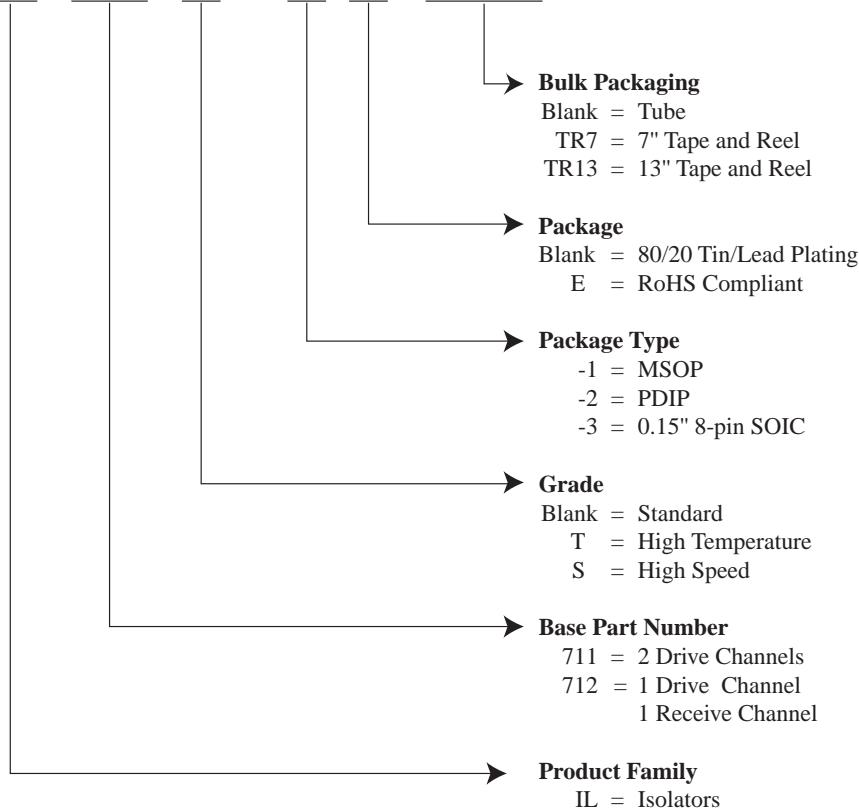 Bulk Packaging
Blank = Tube
TR7 = 7" Tape and Reel
TR13 = 13" Tape and Reel
Package
Blank = 80/20 Tin/Lead Plating
E = RoHS Compliant
Package Type
-1 = MSOP
-2 = PDIP
-3 = 0.15" 8-pin SOIC
Grade
Blank = Standard
T = High Temperature
S = High Speed
Base Part Number
711 = 2 Drive Channels
712 = 1 Drive Channel
1 Receive Channel
Product Family
IL = Isolators